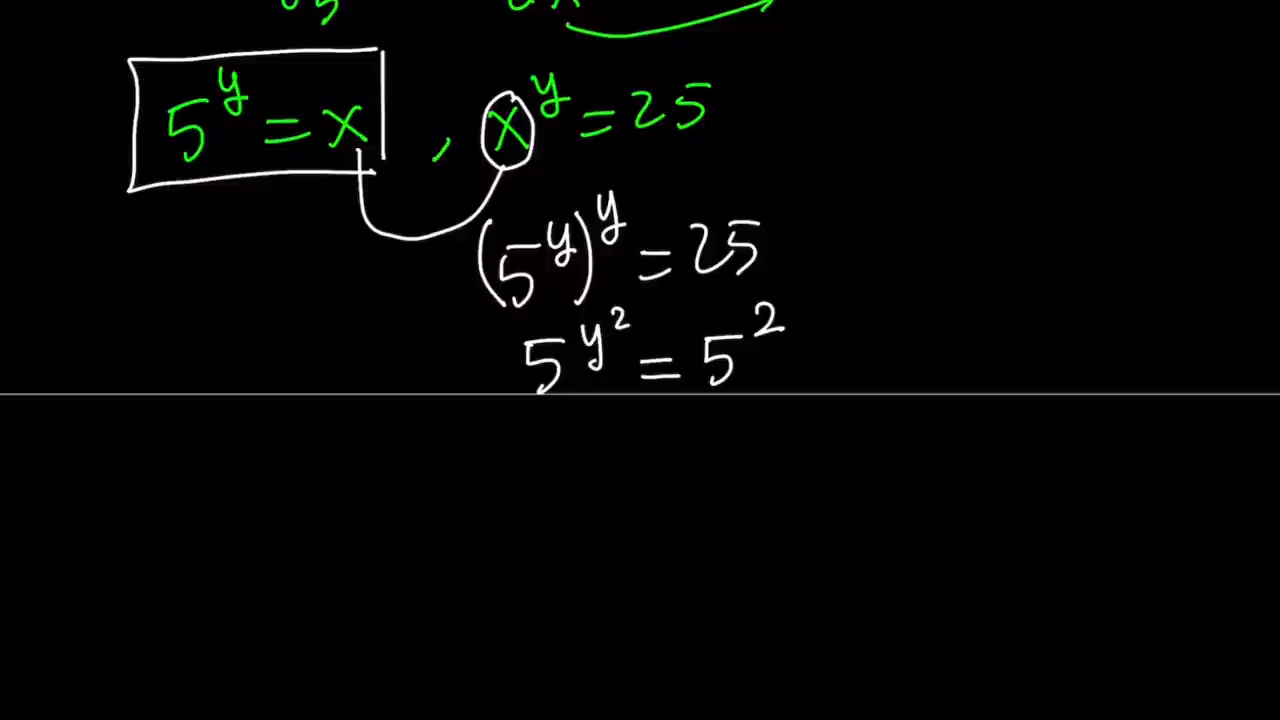 5^y = x , x^y = 25
(5^y)^y = 25
5^{y^2} = 5^2